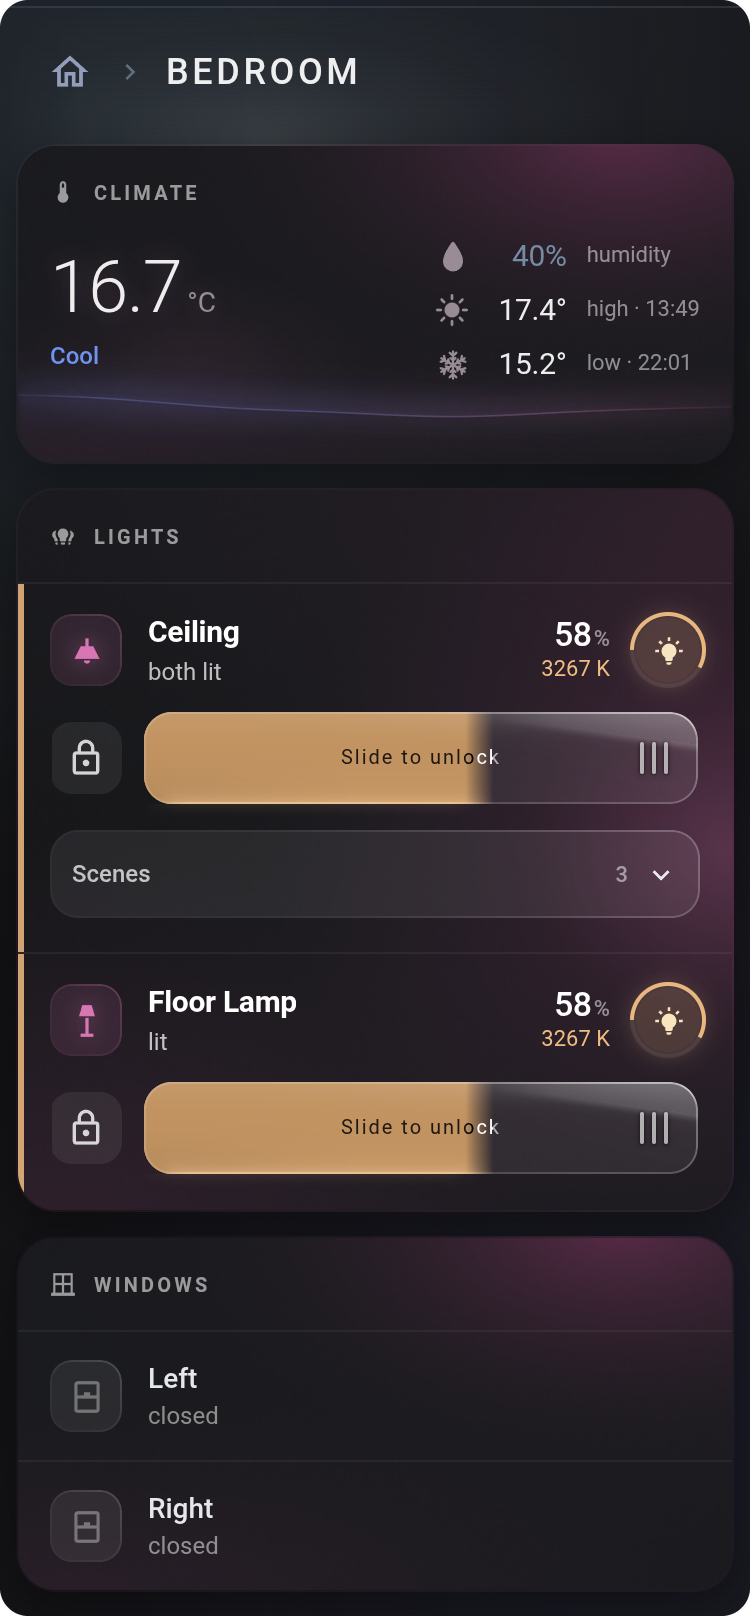 BEDROOM
CLIMATE
16.7 °C
Cool
40% humidity
17.4° high · 13:49
15.2° low · 22:01
LIGHTS
Ceiling
both lit
58%
3267 K
Slide to unlock
Scenes 3
Floor Lamp
lit
58%
3267 K
Slide to unlock
WINDOWS
Left
closed
Right
closed